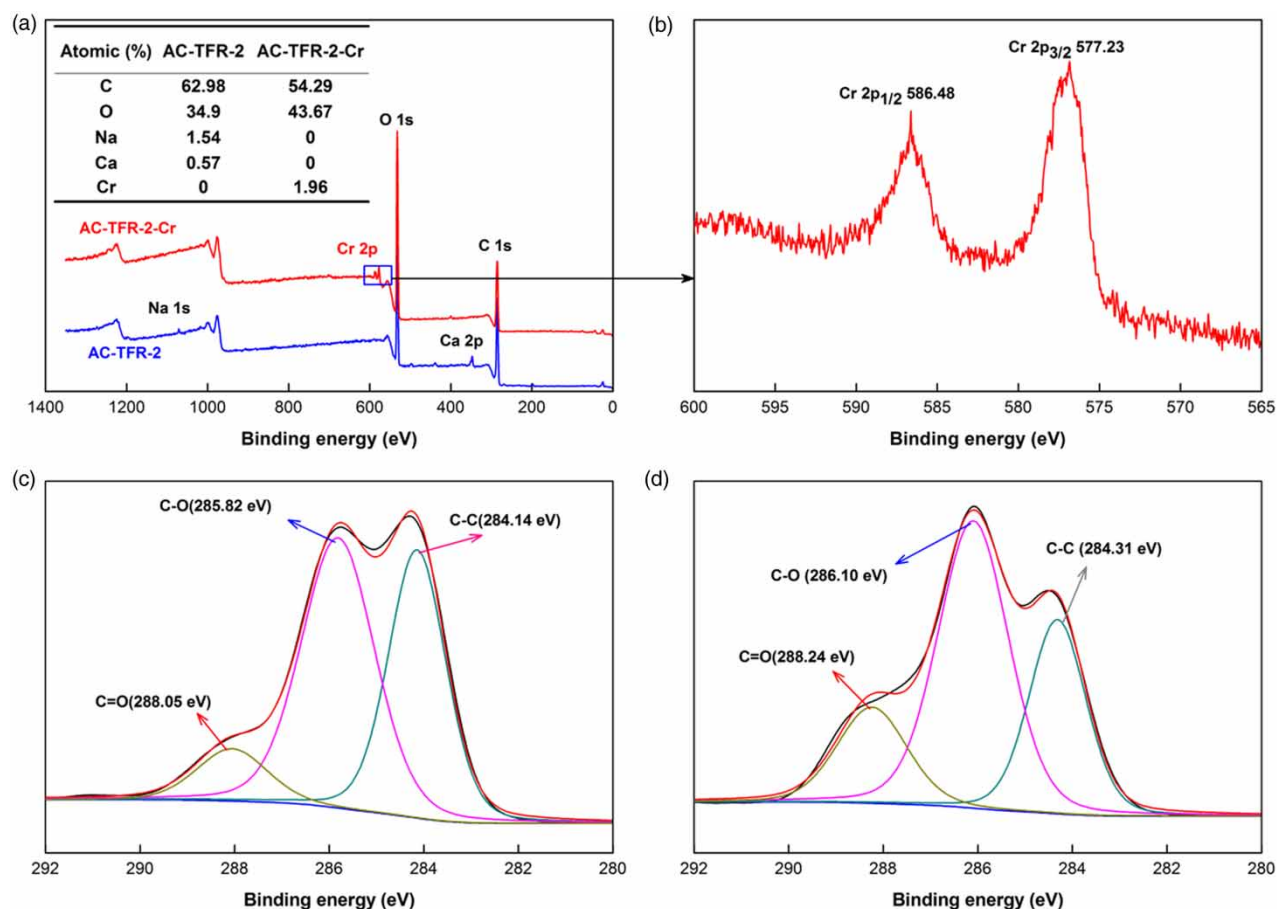 (a)
Atomic (%) AC-TFR-2 AC-TFR-2-Cr
C 62.98 54.29
O 34.9 43.67
Na 1.54 0
Ca 0.57 0
Cr 0 1.96
O 1s
AC-TFR-2-Cr
Cr 2p
C 1s
Na 1s
AC-TFR-2
Ca 2p
1400 1200 1000 800 600 400 200 0
Binding energy (eV)
(b)
Cr 2p3/2 577.23
Cr 2p1/2 586.48
600 595 590 585 580 575 570 565
Binding energy (eV)
(c)
C-O(285.82 eV)
C-C(284.14 eV)
C=O(288.05 eV)
292 290 288 286 284 282 280
Binding energy (eV)
(d)
C-C (284.31 eV)
C-O (286.10 eV)
C=O(288.24 eV)
292 290 288 286 284 282 280
Binding energy (eV)